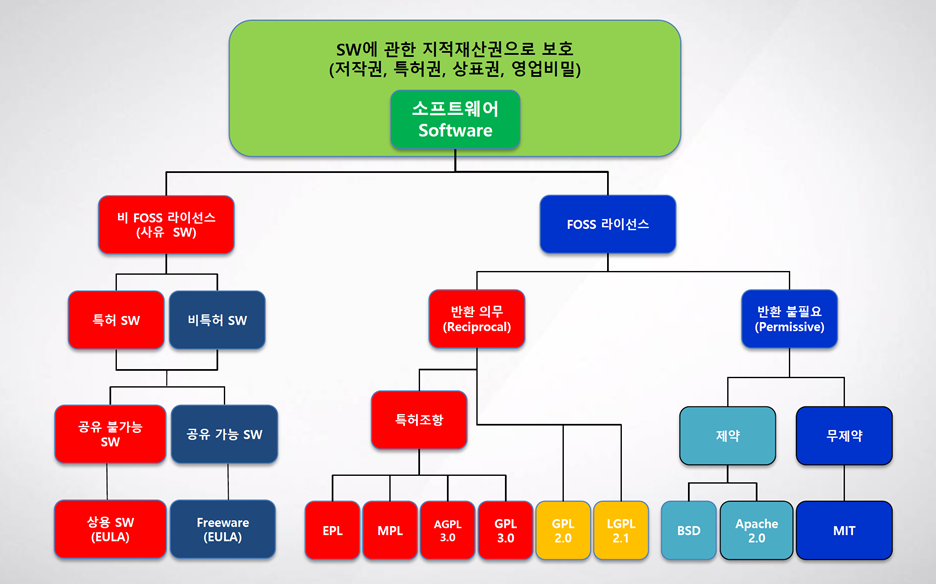 SW에 관한 지적재산권으로 보호
(저작권, 특허권, 상표권, 영업비밀)
소프트웨어
Software
비 FOSS 라이선스
(사유 SW)
FOSS 라이선스
특허 SW
비특허 SW
반환 의무
(Reciprocal)
반환 불필요
(Permissive)
공유 불가능
SW
공유 가능 SW
특허조항
제약
무제약
상용 SW
(EULA)
Freeware
(EULA)
EPL
MPL
AGPL
3.0
GPL
3.0
GPL
2.0
LGPL
2.1
BSD
Apache
2.0
MIT